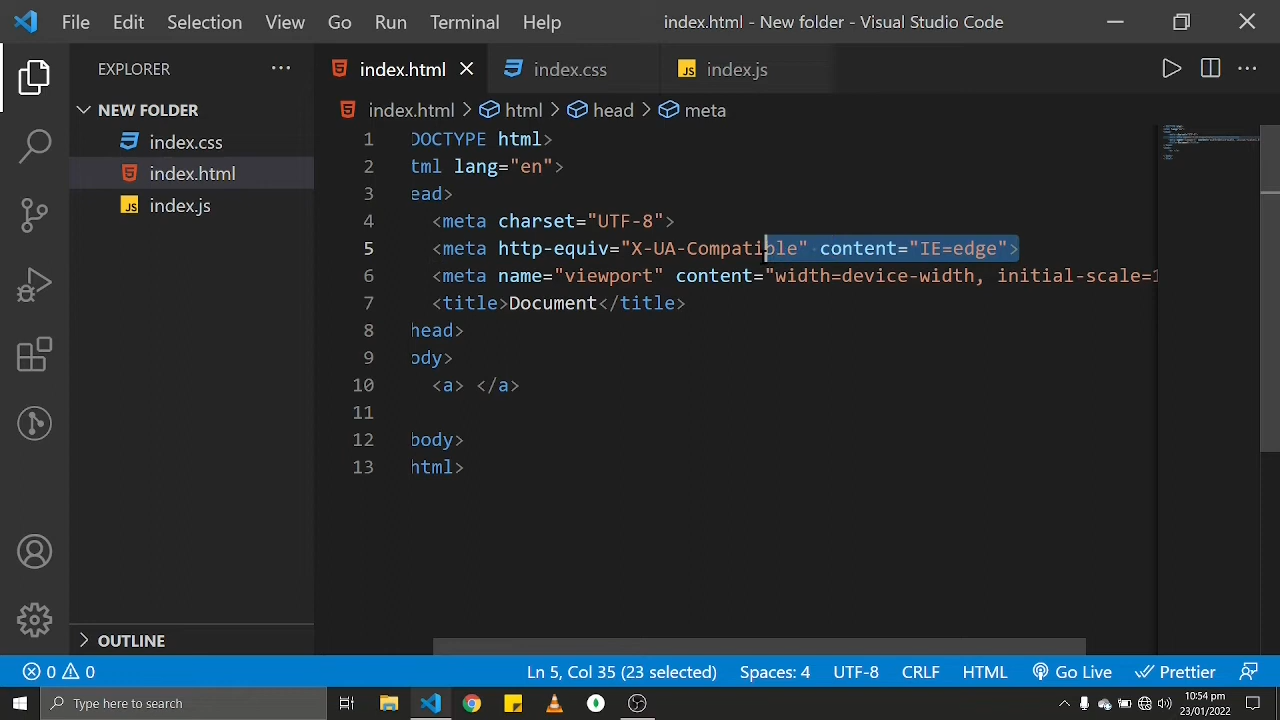 File Edit Selection View Go Run Terminal Help index.html - New folder - Visual Studio Code
EXPLORER
index.html index.css JS index.js
NEW FOLDER
index.html > html > head > meta
index.css
index.html
JS index.js
1 DOCTYPE html>
2 tml lang="en">
3 ead>
4 <meta charset="UTF-8">
5 <meta http-equiv="X-UA-Compatible" content="IE=edge">
6 <meta name="viewport" content="width=device-width, initial-scale=1
7 <title>Document</title>
8 head>
9 ody>
10 <a> </a>
11
12 body>
13 html>
OUTLINE
0 0 Ln 5, Col 35 (23 selected) Spaces: 4 UTF-8 CRLF HTML Go Live Prettier
Type here to search
10:54 pm
23/01/2022